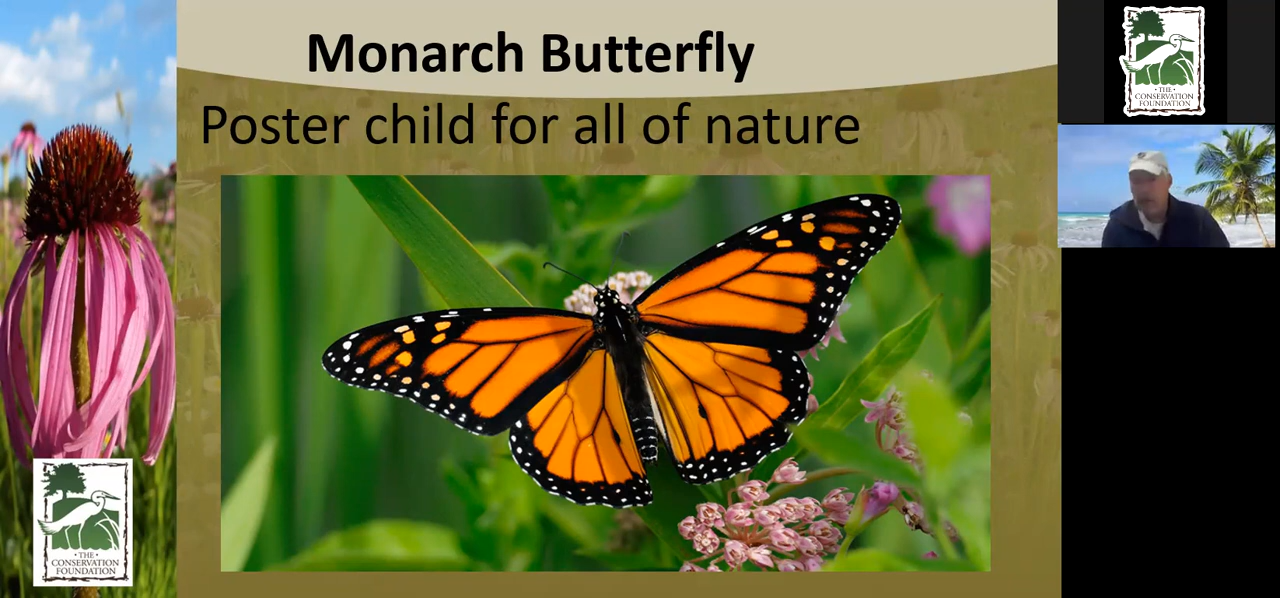 Monarch Butterfly
Poster child for all of nature
• THE •
CONSERVATION
FOUNDATION
• THE •
CONSERVATION
FOUNDATION